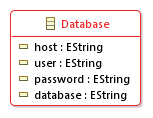 Database
host : EString
user : EString
password : EString
database : EString